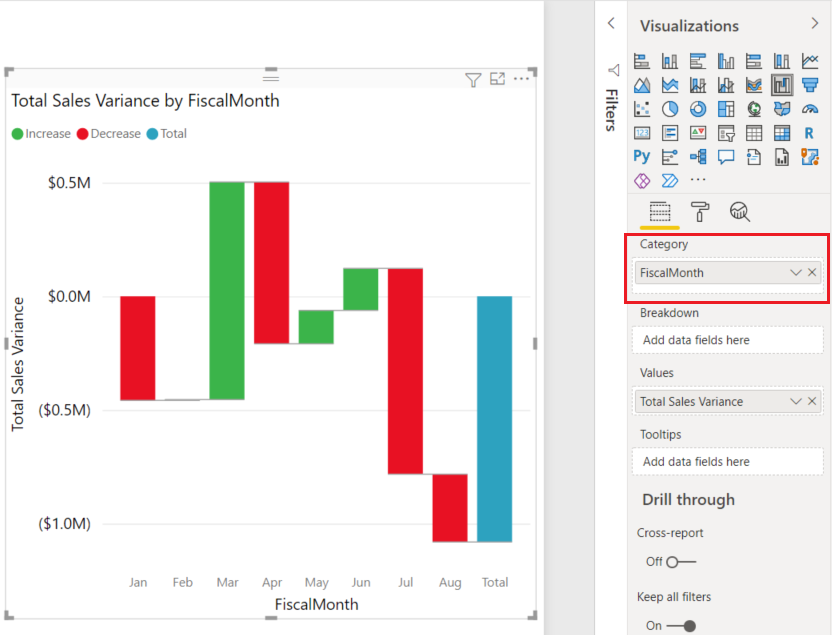 Visualizations
Filters
123
R
Py
Total Sales Variance by FiscalMonth
Increase Decrease Total
$0.5M
$0.0M
($0.5M)
($1.0M)
Total Sales Variance
Jan Feb Mar Apr May Jun Jul Aug Total
FiscalMonth
Category
FiscalMonth
Breakdown
Add data fields here
Values
Total Sales Variance
Tooltips
Add data fields here
Drill through
Cross-report
Off
Keep all filters
On